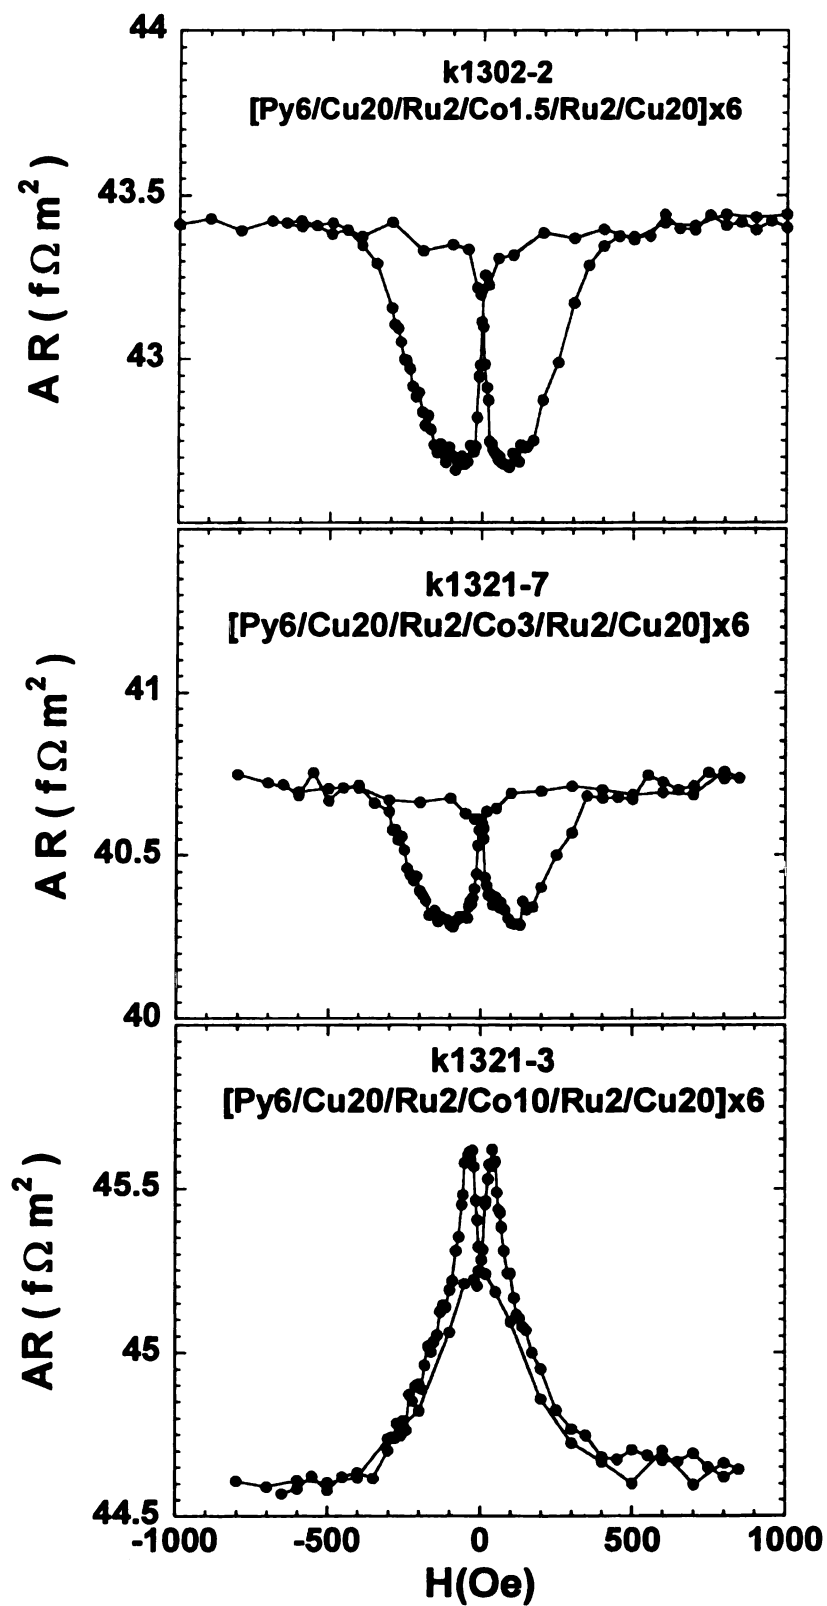 44
k1302-2
[Py6/Cu20/Ru2/Co1.5/Ru2/Cu20]x6
43.5
43
A R ( f Ω m²)
k1321-7
[Py6/Cu20/Ru2/Co3/Ru2/Cu20]x6
41
40.5
40
A R ( f Ω m²)
k1321-3
[Py6/Cu20/Ru2/Co10/Ru2/Cu20]x6
45.5
45
44.5
AR ( f Ω m²)
-1000 -500 0 500 1000
H(Oe)